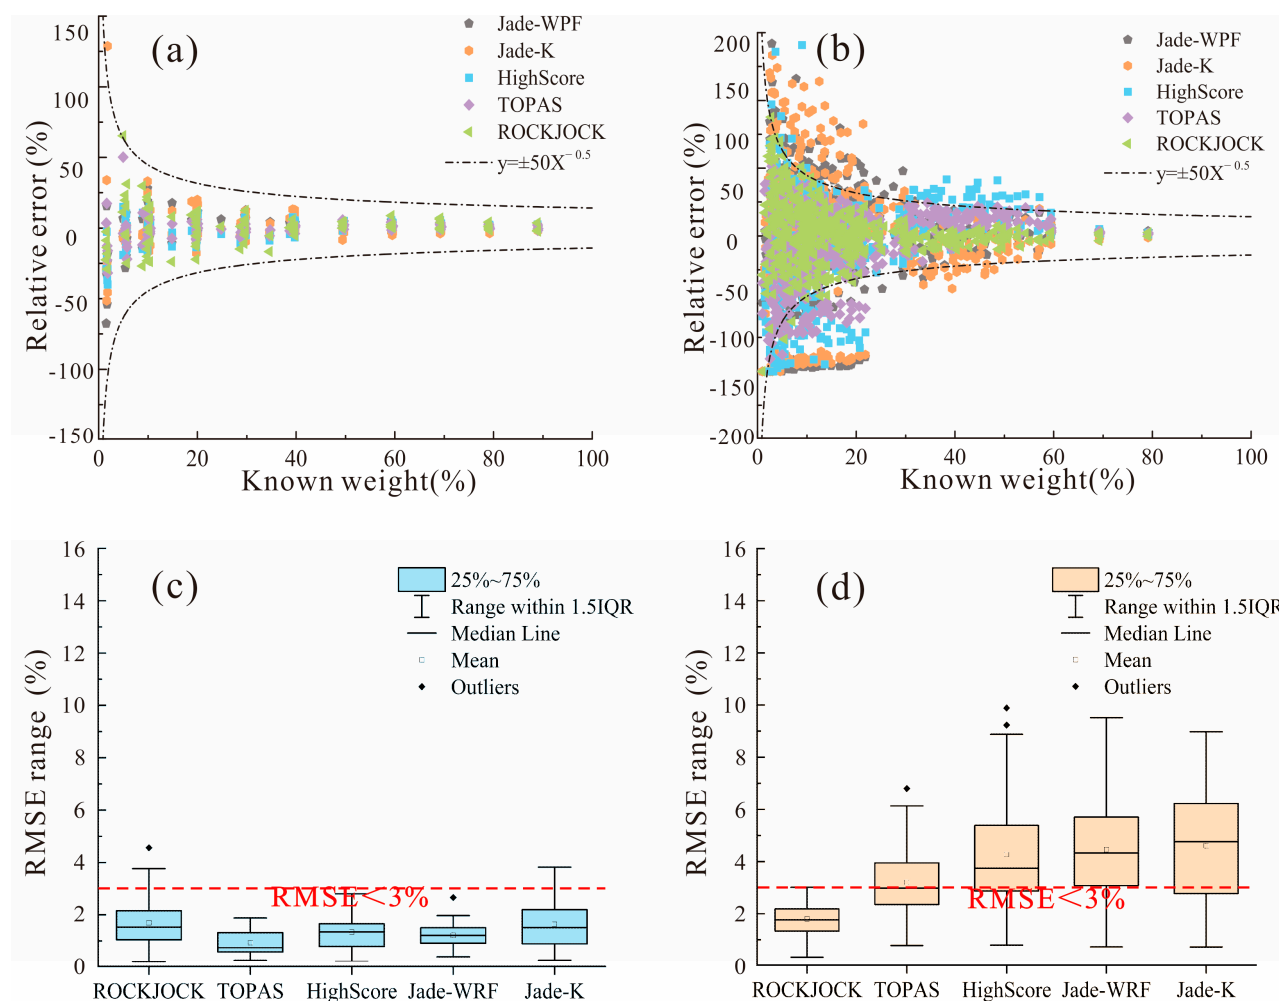 (a)
Jade-WPF
Jade-K
HighScore
TOPAS
ROCKJOCK
y=±50X^−0.5
150
100
50
0
-50
-100
-150
Relative error (%)
0 20 40 60 80 100
Known weight(%)
(b)
Jade-WPF
Jade-K
HighScore
TOPAS
ROCKJOCK
y=±50X^-0.5
200
150
100
50
0
-50
-100
-150
-200
Relative error (%)
0 20 40 60 80 100
Known weight(%)
(c)
25%~75%
Range within 1.5IQR
Median Line
Mean
Outliers
16
14
12
10
8
6
4
2
0
RMSE range (%)
RMSE<3%
ROCKJOCK TOPAS HighScore Jade-WRF Jade-K
(d)
25%~75%
Range within 1.5IQR
Median Line
Mean
Outliers
16
14
12
10
8
6
4
2
0
RMSE range (%)
RMSE<3%
ROCKJOCK TOPAS HighScore Jade-WRF Jade-K